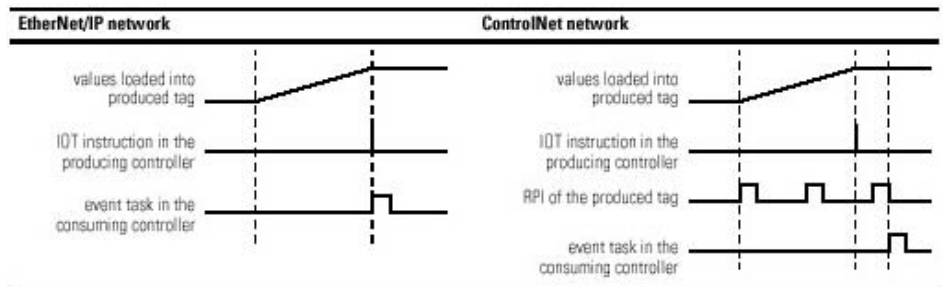 EtherNet/IP network
values loaded into
produced tag
IOT instruction in the
producing controller
event task in the
consuming controller
ControlNet network
values loaded into
produced tag
IOT instruction in the
producing controller
RPI of the produced tag
event task in the
consuming controller